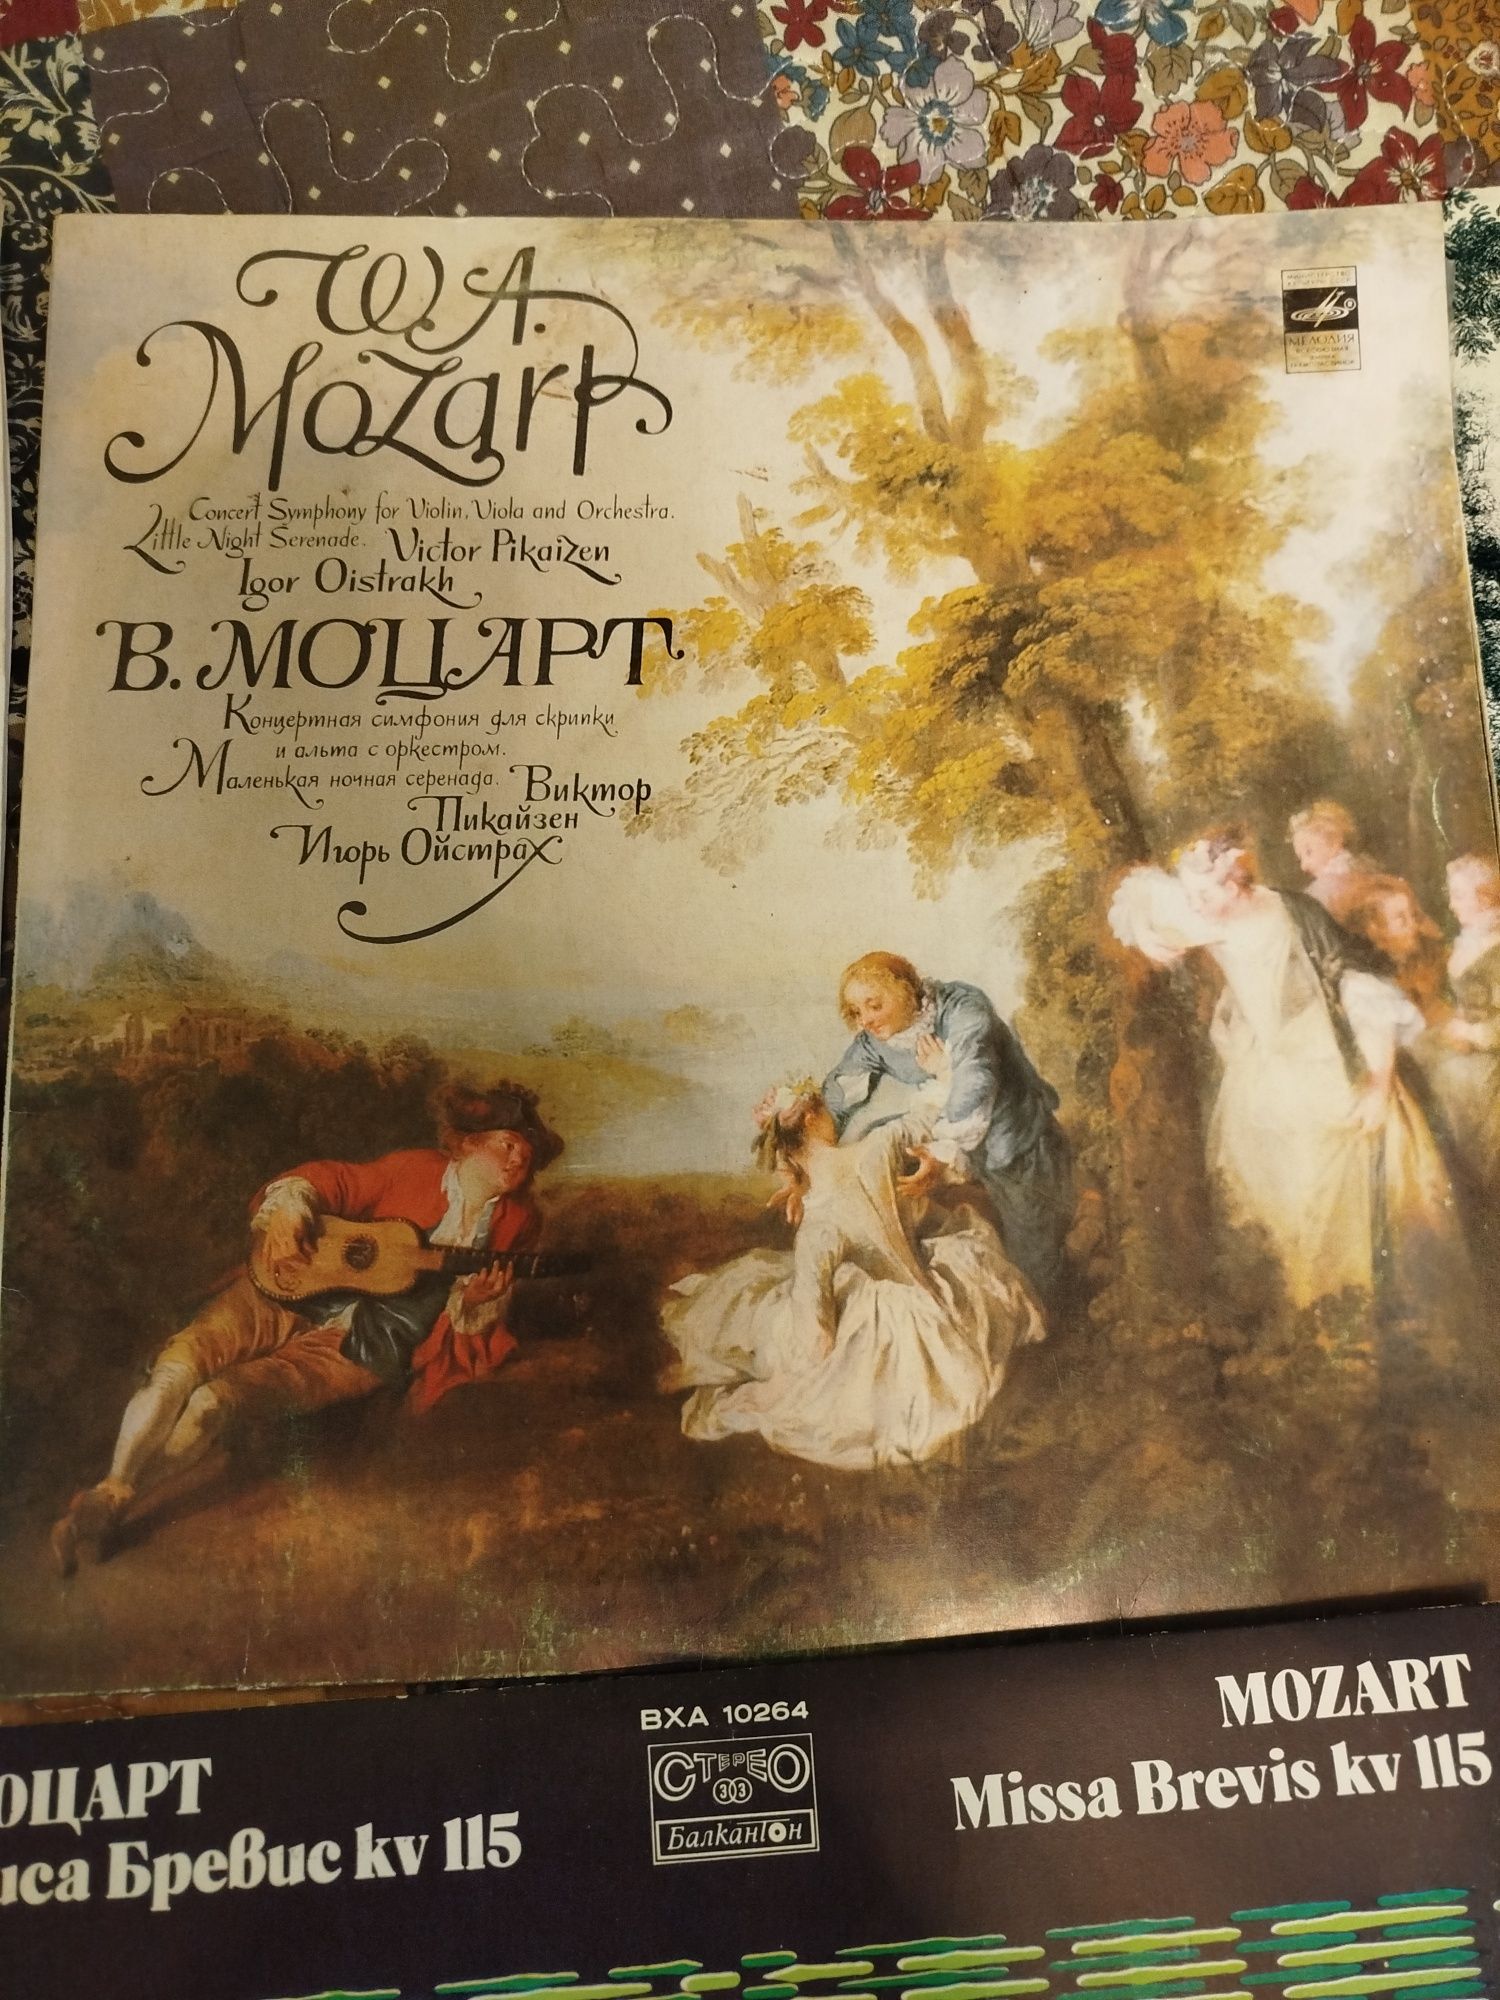 W.A.
Mozart
Concert Symphony for Violin, Viola and Orchestra.
Little Night Serenade. Victor Pikaizen
Igor Oistrakh
В. МОЦАРТ
Концертная симфония для скрипки
и альта с оркестром.
Маленькая ночная серенада. Виктор
Пикайзен
Игорь Ойстрах
МЕЛОДИЯ
ВХА 10264
СТЕРЕО
33
Балкантон
ОЦАРТ
иса Бревис kv 115
MOZART
Missa Brevis kv 115